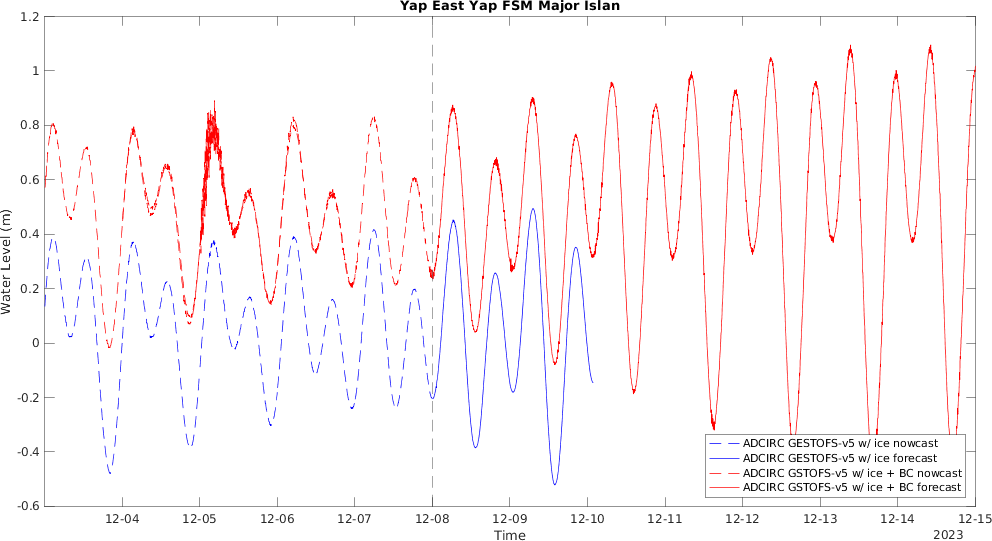 Yap East Yap FSM Major Islan
1.2
1
0.8
0.6
0.4
0.2
0
-0.2
-0.4
-0.6
Water Level (m)
ADCIRC GESTOFS-v5 w/ ice nowcast
ADCIRC GESTOFS-v5 w/ ice forecast
ADCIRC GSTOFS-v5 w/ ice + BC nowcast
ADCIRC GSTOFS-v5 w/ ice + BC forecast
12-04 12-05 12-06 12-07 12-08 12-09 12-10 12-11 12-12 12-13 12-14 12-15
Time
2023